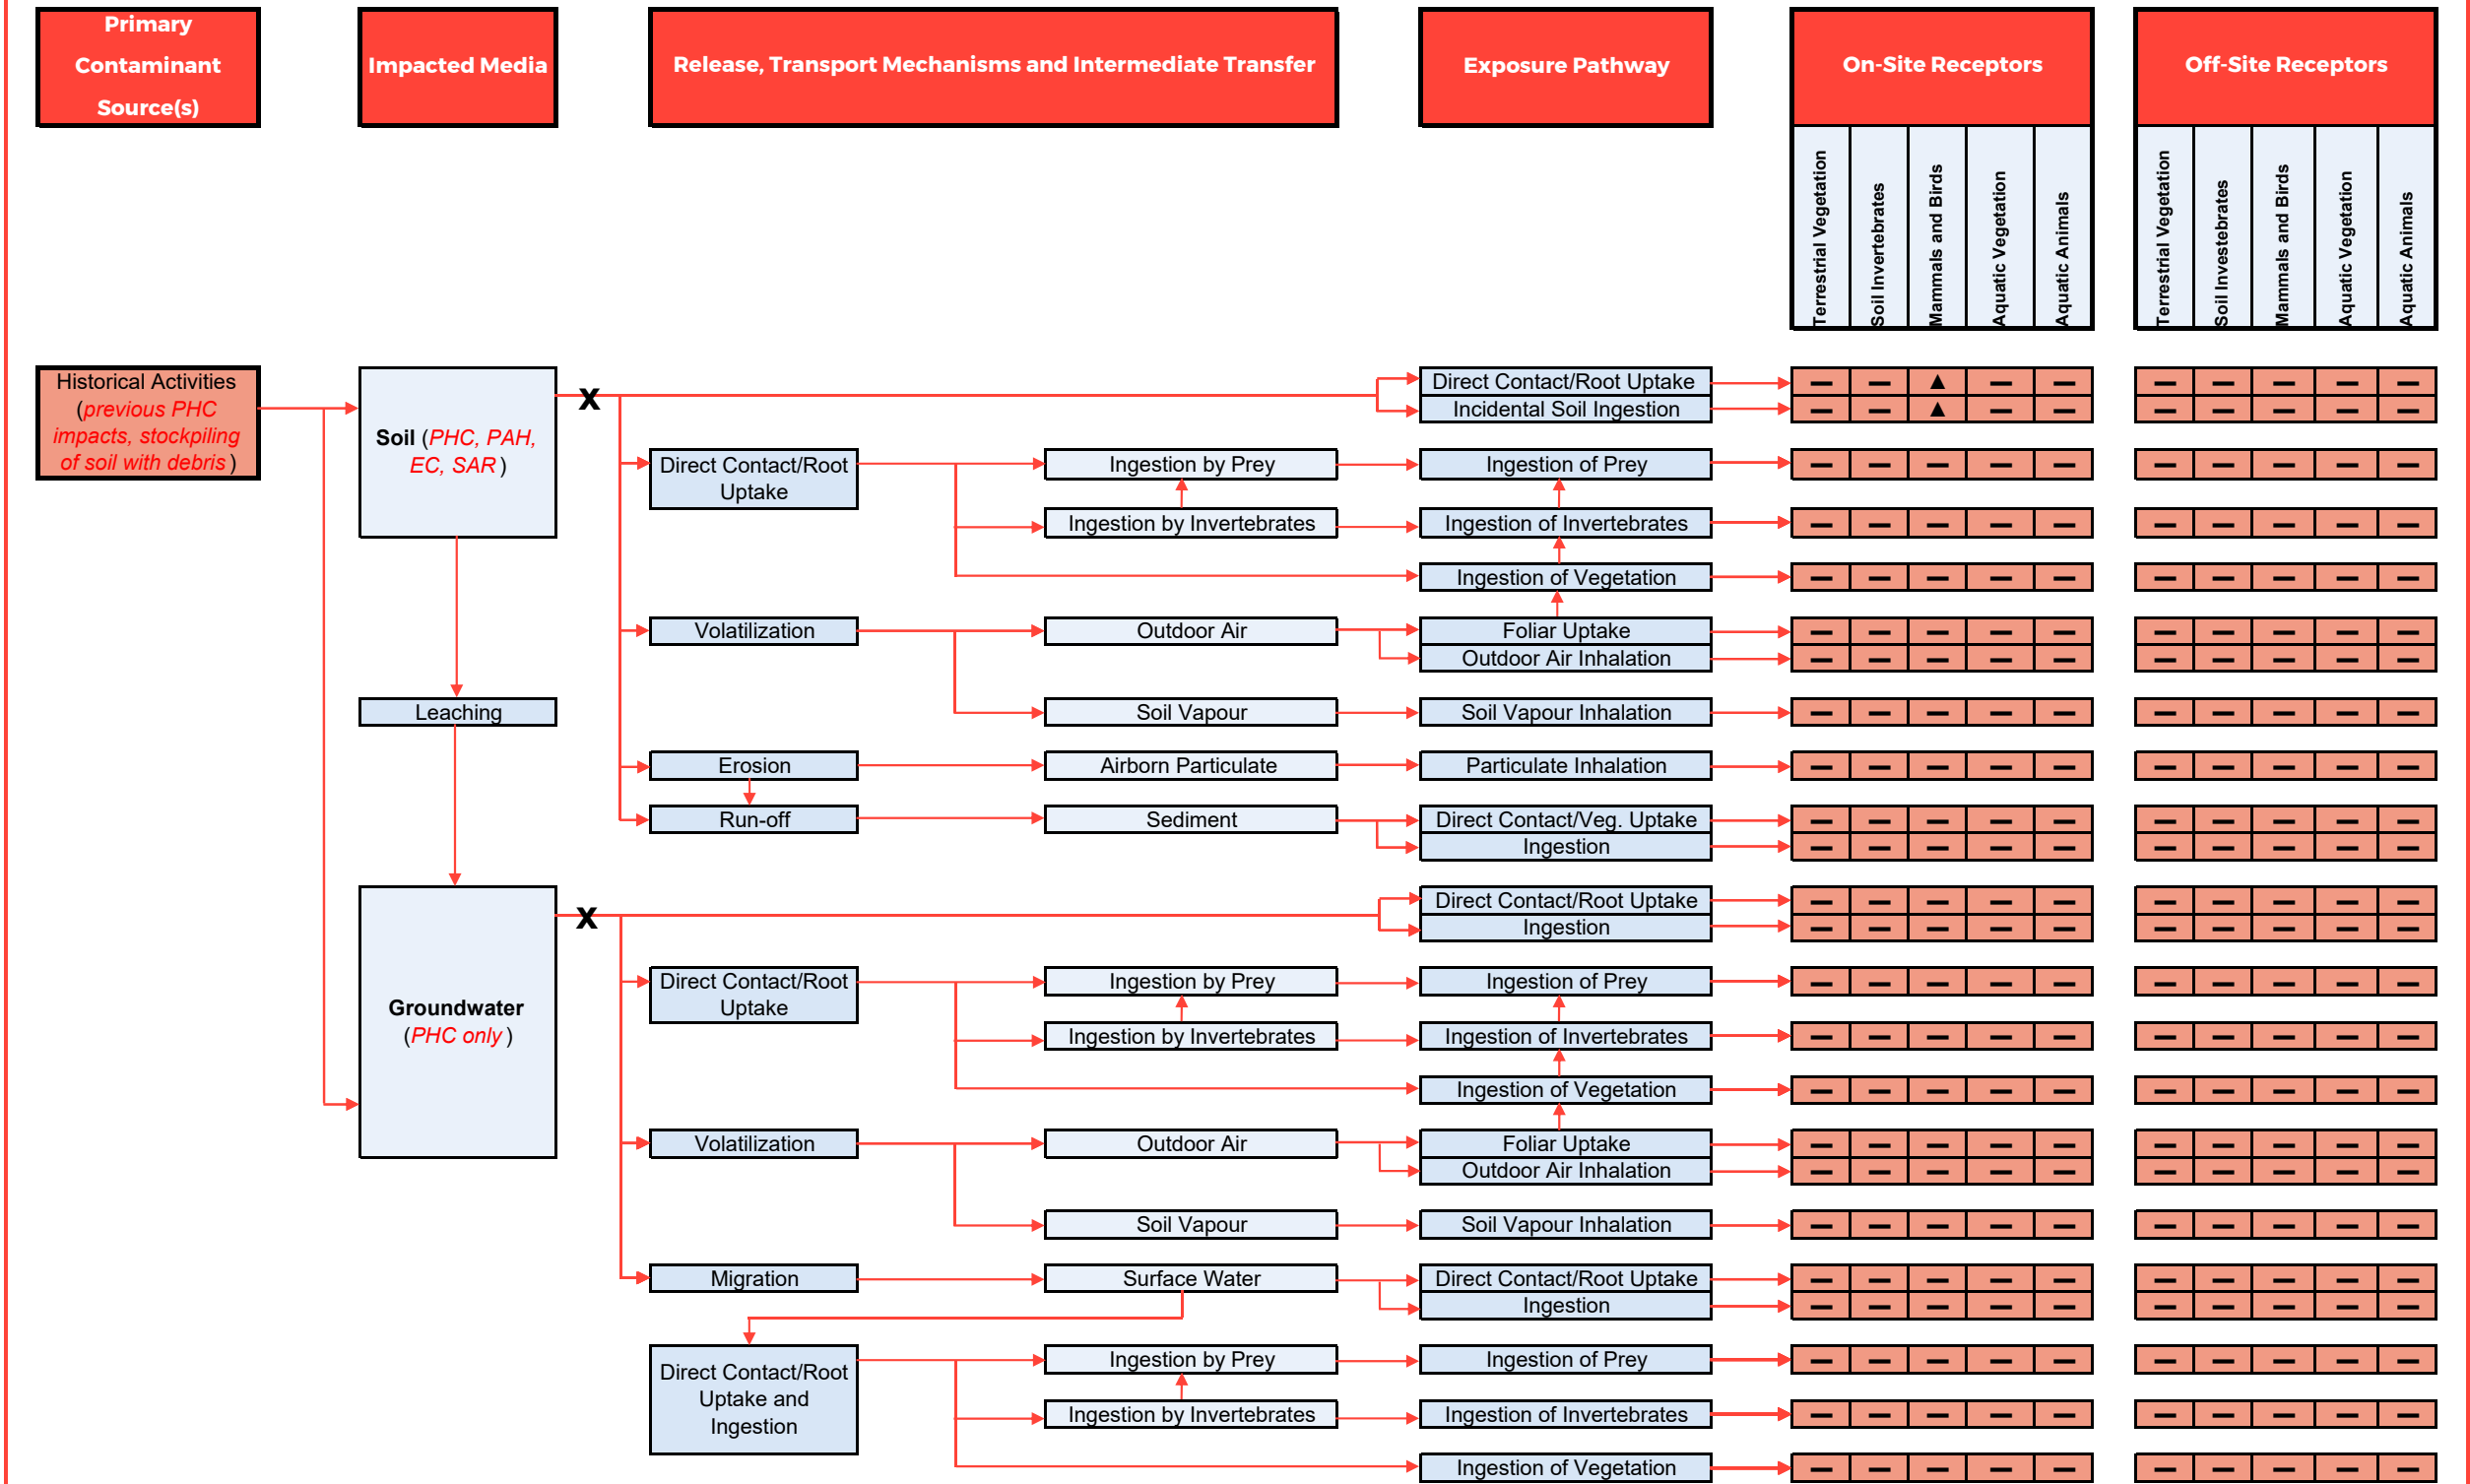 Primary
Contaminant
Source(s)
Impacted Media
Release, Transport Mechanisms and Intermediate Transfer
Exposure Pathway
On-Site Receptors
Off-Site Receptors
Terrestrial Vegetation
Soil Invertebrates
Mammals and Birds
Aquatic Vegetation
Aquatic Animals
Terrestrial Vegetation
Soil Investebrates
Mammals and Birds
Aquatic Vegetation
Aquatic Animals
Historical Activities
(previous PHC
impacts, stockpiling
of soil with debris)
Soil (PHC, PAH,
EC, SAR)
X
Direct Contact/Root Uptake
— — ▲ — — — — — — —
Incidental Soil Ingestion
— — ▲ — — — — — — —
Direct Contact/Root
Uptake
Ingestion by Prey
Ingestion of Prey
— — — — — — — — — —
Ingestion by Invertebrates
Ingestion of Invertebrates
— — — — — — — — — —
Ingestion of Vegetation
— — — — — — — — — —
Volatilization
Outdoor Air
Foliar Uptake
— — — — — — — — — —
Outdoor Air Inhalation
— — — — — — — — — —
Leaching
Soil Vapour
Soil Vapour Inhalation
— — — — — — — — — —
Erosion
Airborn Particulate
Particulate Inhalation
— — — — — — — — — —
Run-off
Sediment
Direct Contact/Veg. Uptake
— — — — — — — — — —
Ingestion
— — — — — — — — — —
Groundwater
(PHC only)
X
Direct Contact/Root Uptake
— — — — — — — — — —
Ingestion
— — — — — — — — — —
Direct Contact/Root
Uptake
Ingestion by Prey
Ingestion of Prey
— — — — — — — — — —
Ingestion by Invertebrates
Ingestion of Invertebrates
— — — — — — — — — —
Ingestion of Vegetation
— — — — — — — — — —
Volatilization
Outdoor Air
Foliar Uptake
— — — — — — — — — —
Outdoor Air Inhalation
— — — — — — — — — —
Soil Vapour
Soil Vapour Inhalation
— — — — — — — — — —
Migration
Surface Water
Direct Contact/Root Uptake
— — — — — — — — — —
Ingestion
— — — — — — — — — —
Direct Contact/Root
Uptake and
Ingestion
Ingestion by Prey
Ingestion of Prey
— — — — — — — — — —
Ingestion by Invertebrates
Ingestion of Invertebrates
— — — — — — — — — —
Ingestion of Vegetation
— — — — — — — — — —